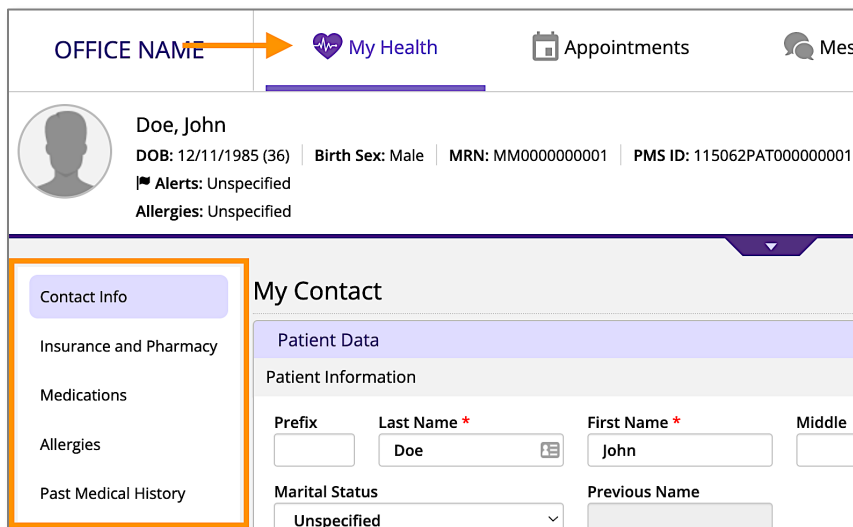 OFFICE NAME
My Health
Appointments
Doe, John
DOB: 12/11/1985 (36) Birth Sex: Male MRN: MM0000000001 PMS ID: 115062PAT000000001
Alerts: Unspecified
Allergies: Unspecified
Contact Info
Insurance and Pharmacy
Medications
Allergies
Past Medical History
My Contact
Patient Data
Patient Information
Prefix Last Name * First Name * Middle
Doe John
Marital Status Previous Name
Unspecified